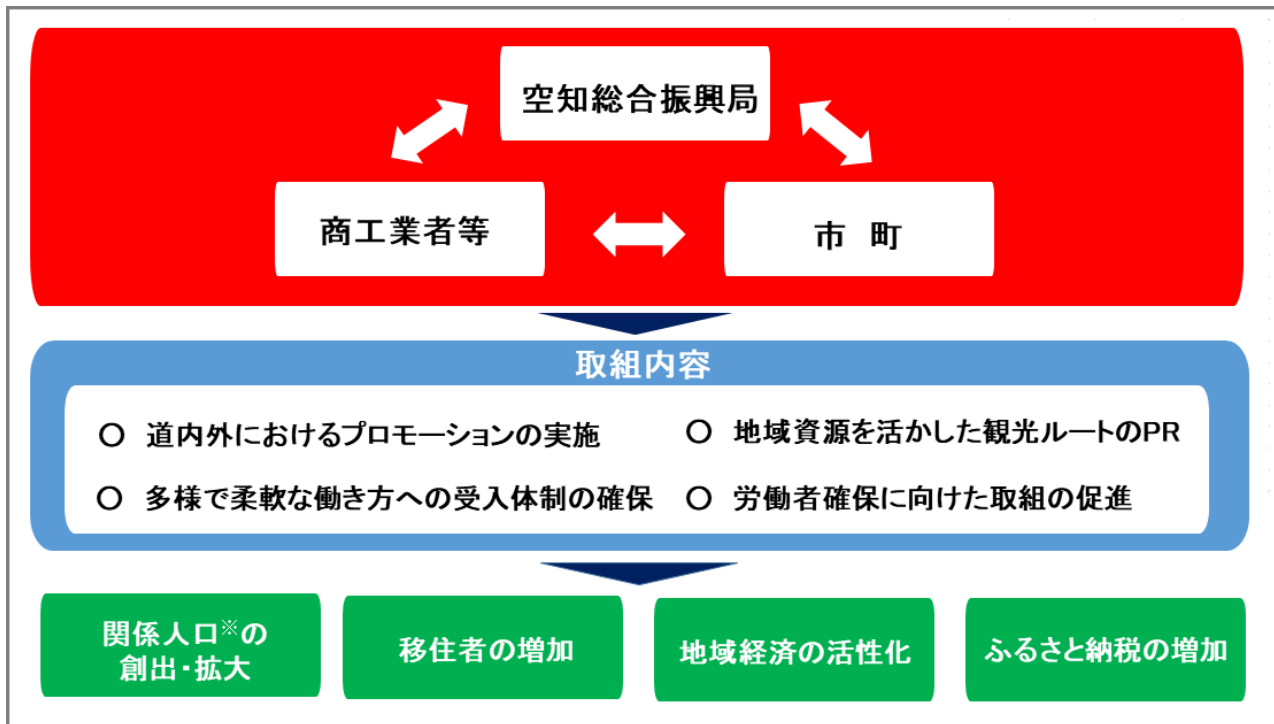 空知総合振興局
商工業者等
市 町
取組内容
〇 道内外におけるプロモーションの実施
〇 地域資源を活かした観光ルートのPR
〇 多様で柔軟な働き方への受入体制の確保
〇 労働者確保に向けた取組の促進
関係人口※の
創出・拡大
移住者の増加
地域経済の活性化
ふるさと納税の増加